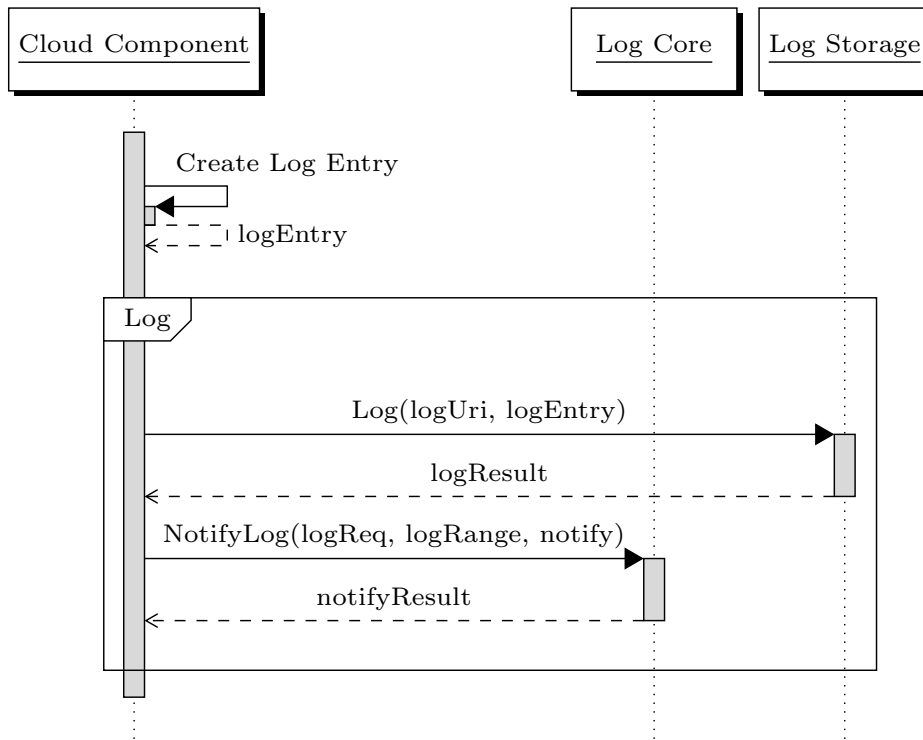 Cloud Component
Log Core
Log Storage
Create Log Entry
logEntry
Log
Log(logUri, logEntry)
logResult
NotifyLog(logReq, logRange, notify)
notifyResult